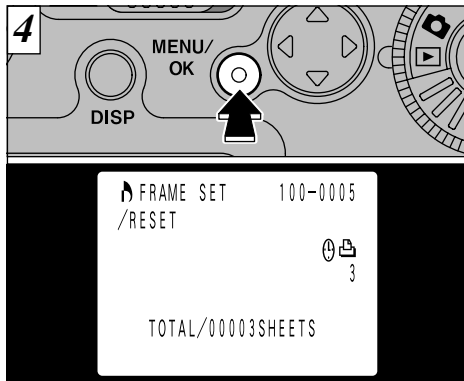 4
MENU/
OK
DISP
FRAME SET 100-0005
/RESET
3
TOTAL/00003SHEETS